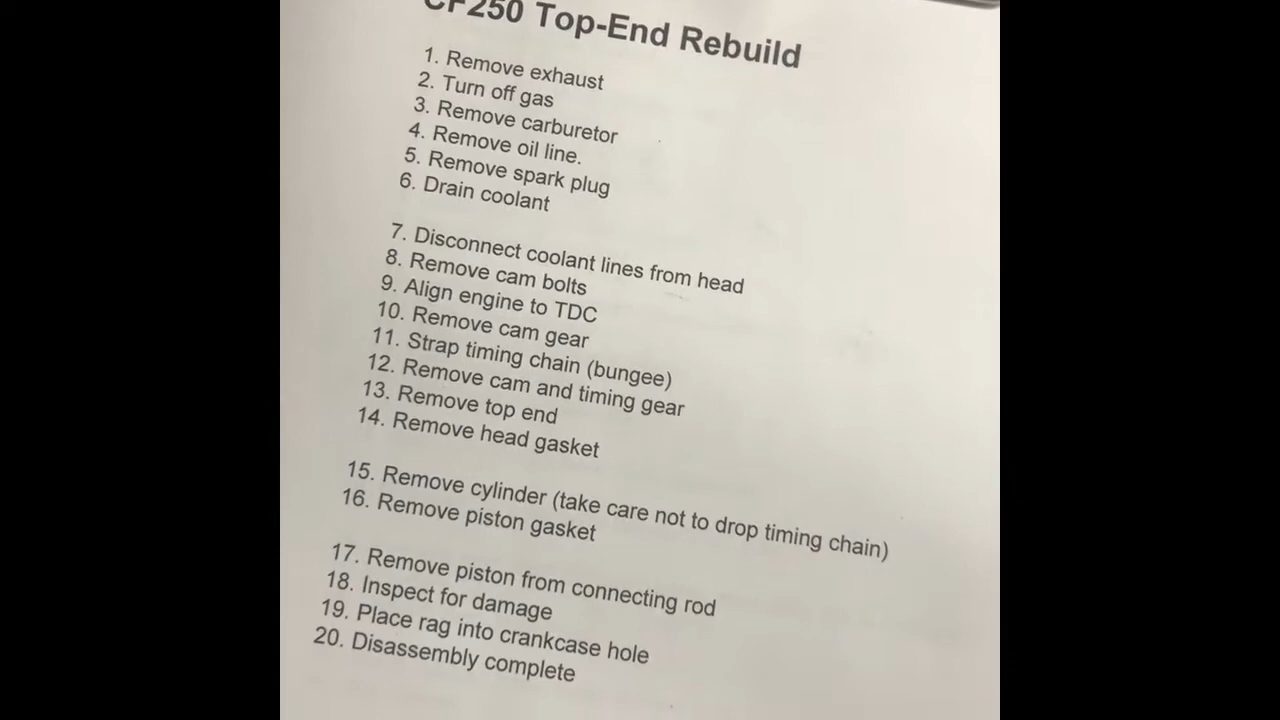 CF250 Top-End Rebuild
1. Remove exhaust
2. Turn off gas
3. Remove carburetor
4. Remove oil line.
5. Remove spark plug
6. Drain coolant
7. Disconnect coolant lines from head
8. Remove cam bolts
9. Align engine to TDC
10. Remove cam gear
11. Strap timing chain (bungee)
12. Remove cam and timing gear
13. Remove top end
14. Remove head gasket
15. Remove cylinder (take care not to drop timing chain)
16. Remove piston gasket
17. Remove piston from connecting rod
18. Inspect for damage
19. Place rag into crankcase hole
20. Disassembly complete